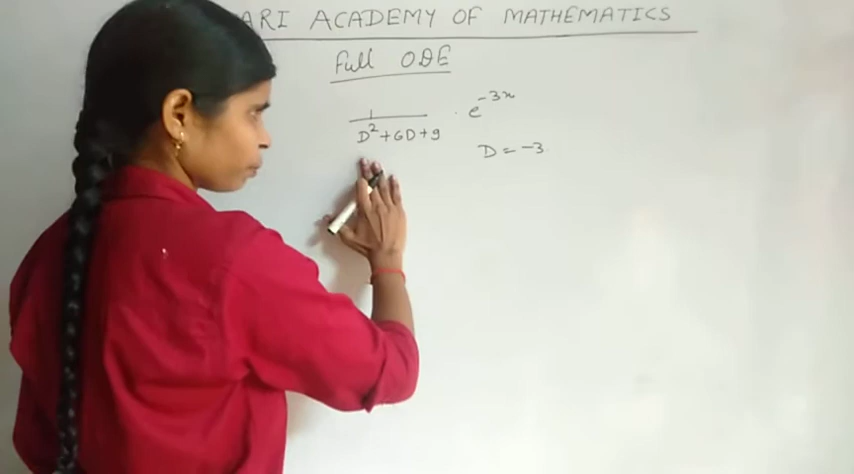 ARI ACADEMY OF MATHEMATICS
Full ODE
1/(D²+6D+9) · e^-3x
D = -3